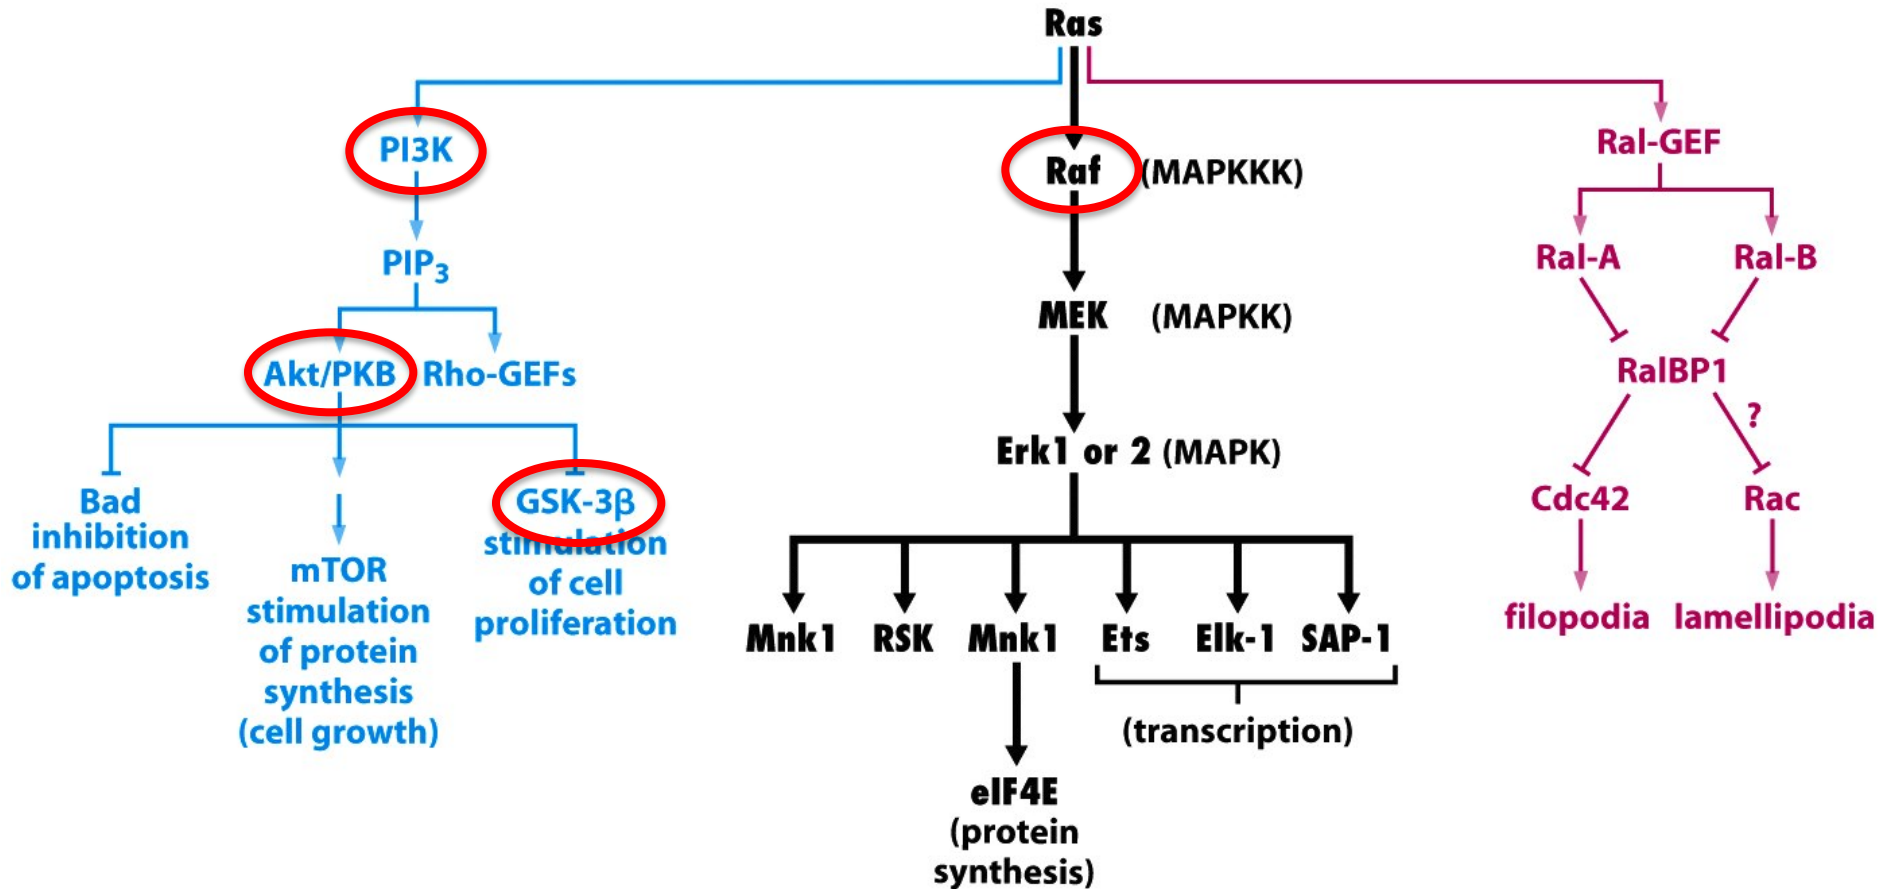 Ras
PI3K
PIP3
Akt/PKB
Rho-GEFs
Bad
inhibition
of apoptosis
mTOR
stimulation
of protein
synthesis
(cell growth)
GSK-3β
stimulation
of cell
proliferation
Raf (MAPKKK)
MEK (MAPKK)
Erk1 or 2 (MAPK)
Mnk1
RSK
Mnk1
Ets
Elk-1
SAP-1
(transcription)
eIF4E
(protein
synthesis)
Ral-GEF
Ral-A
Ral-B
RalBP1
?
Cdc42
Rac
filopodia
lamellipodia